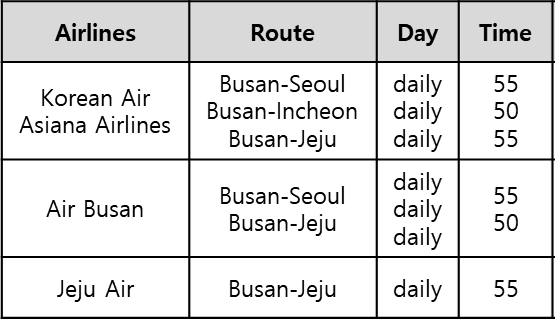 Airlines Route Day Time
Korean Air
Asiana Airlines
Busan-Seoul daily 55
Busan-Incheon daily 50
Busan-Jeju daily 55
Air Busan
Busan-Seoul
Busan-Jeju
daily
daily
daily
55
50
Jeju Air Busan-Jeju daily 55